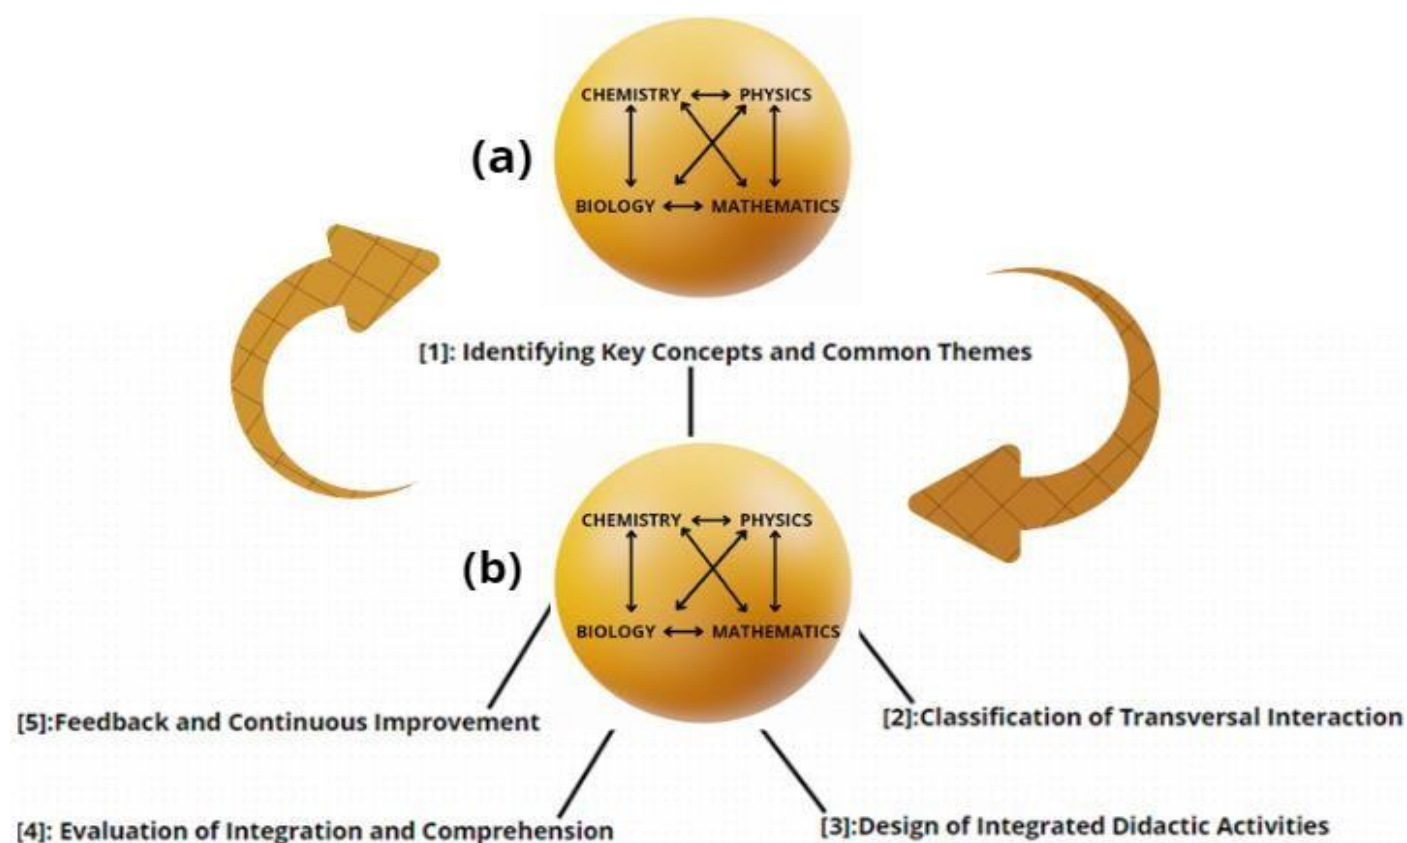 CHEMISTRY PHYSICS
(a)
BIOLOGY MATHEMATICS
[1]: Identifying Key Concepts and Common Themes
CHEMISTRY PHYSICS
(b)
BIOLOGY MATHEMATICS
[5]:Feedback and Continuous Improvement
[2]:Classification of Transversal Interaction
[4]: Evaluation of Integration and Comprehension
[3]:Design of Integrated Didactic Activities